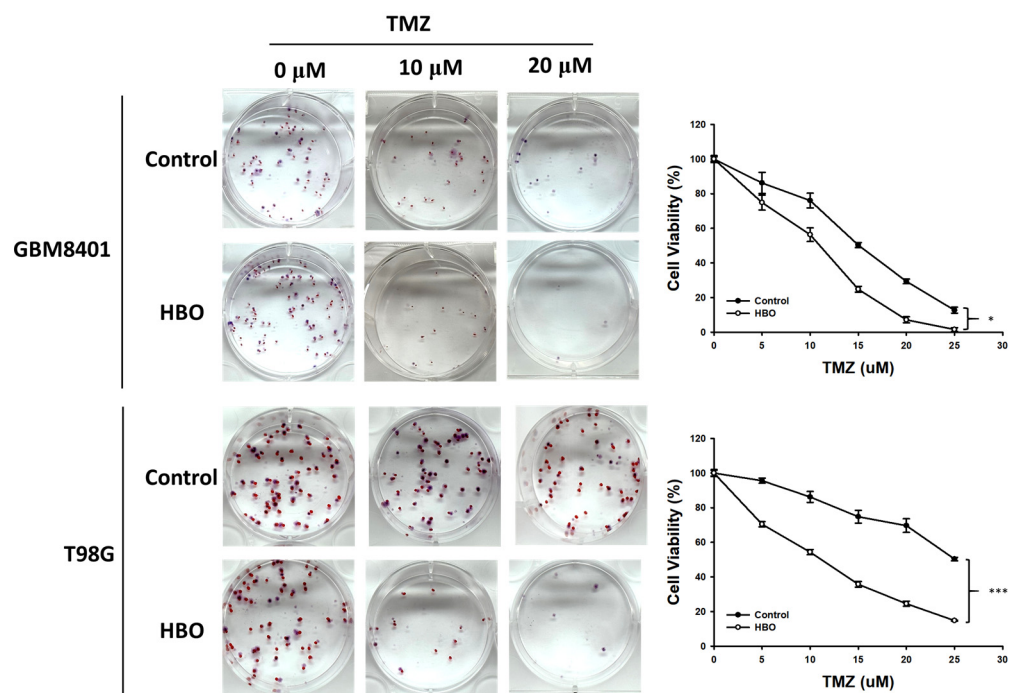 TMZ
0 μM
10 μM
20 μM
GBM8401
Control
HBO
T98G
Control
HBO
Cell Viability (%)
120
100
80
60
40
20
0
Control
HBO
*
0
5
10
15
20
25
30
TMZ (uM)
Cell Viability (%)
120
100
80
60
40
20
0
Control
HBO
***
0
5
10
15
20
25
30
TMZ (uM)